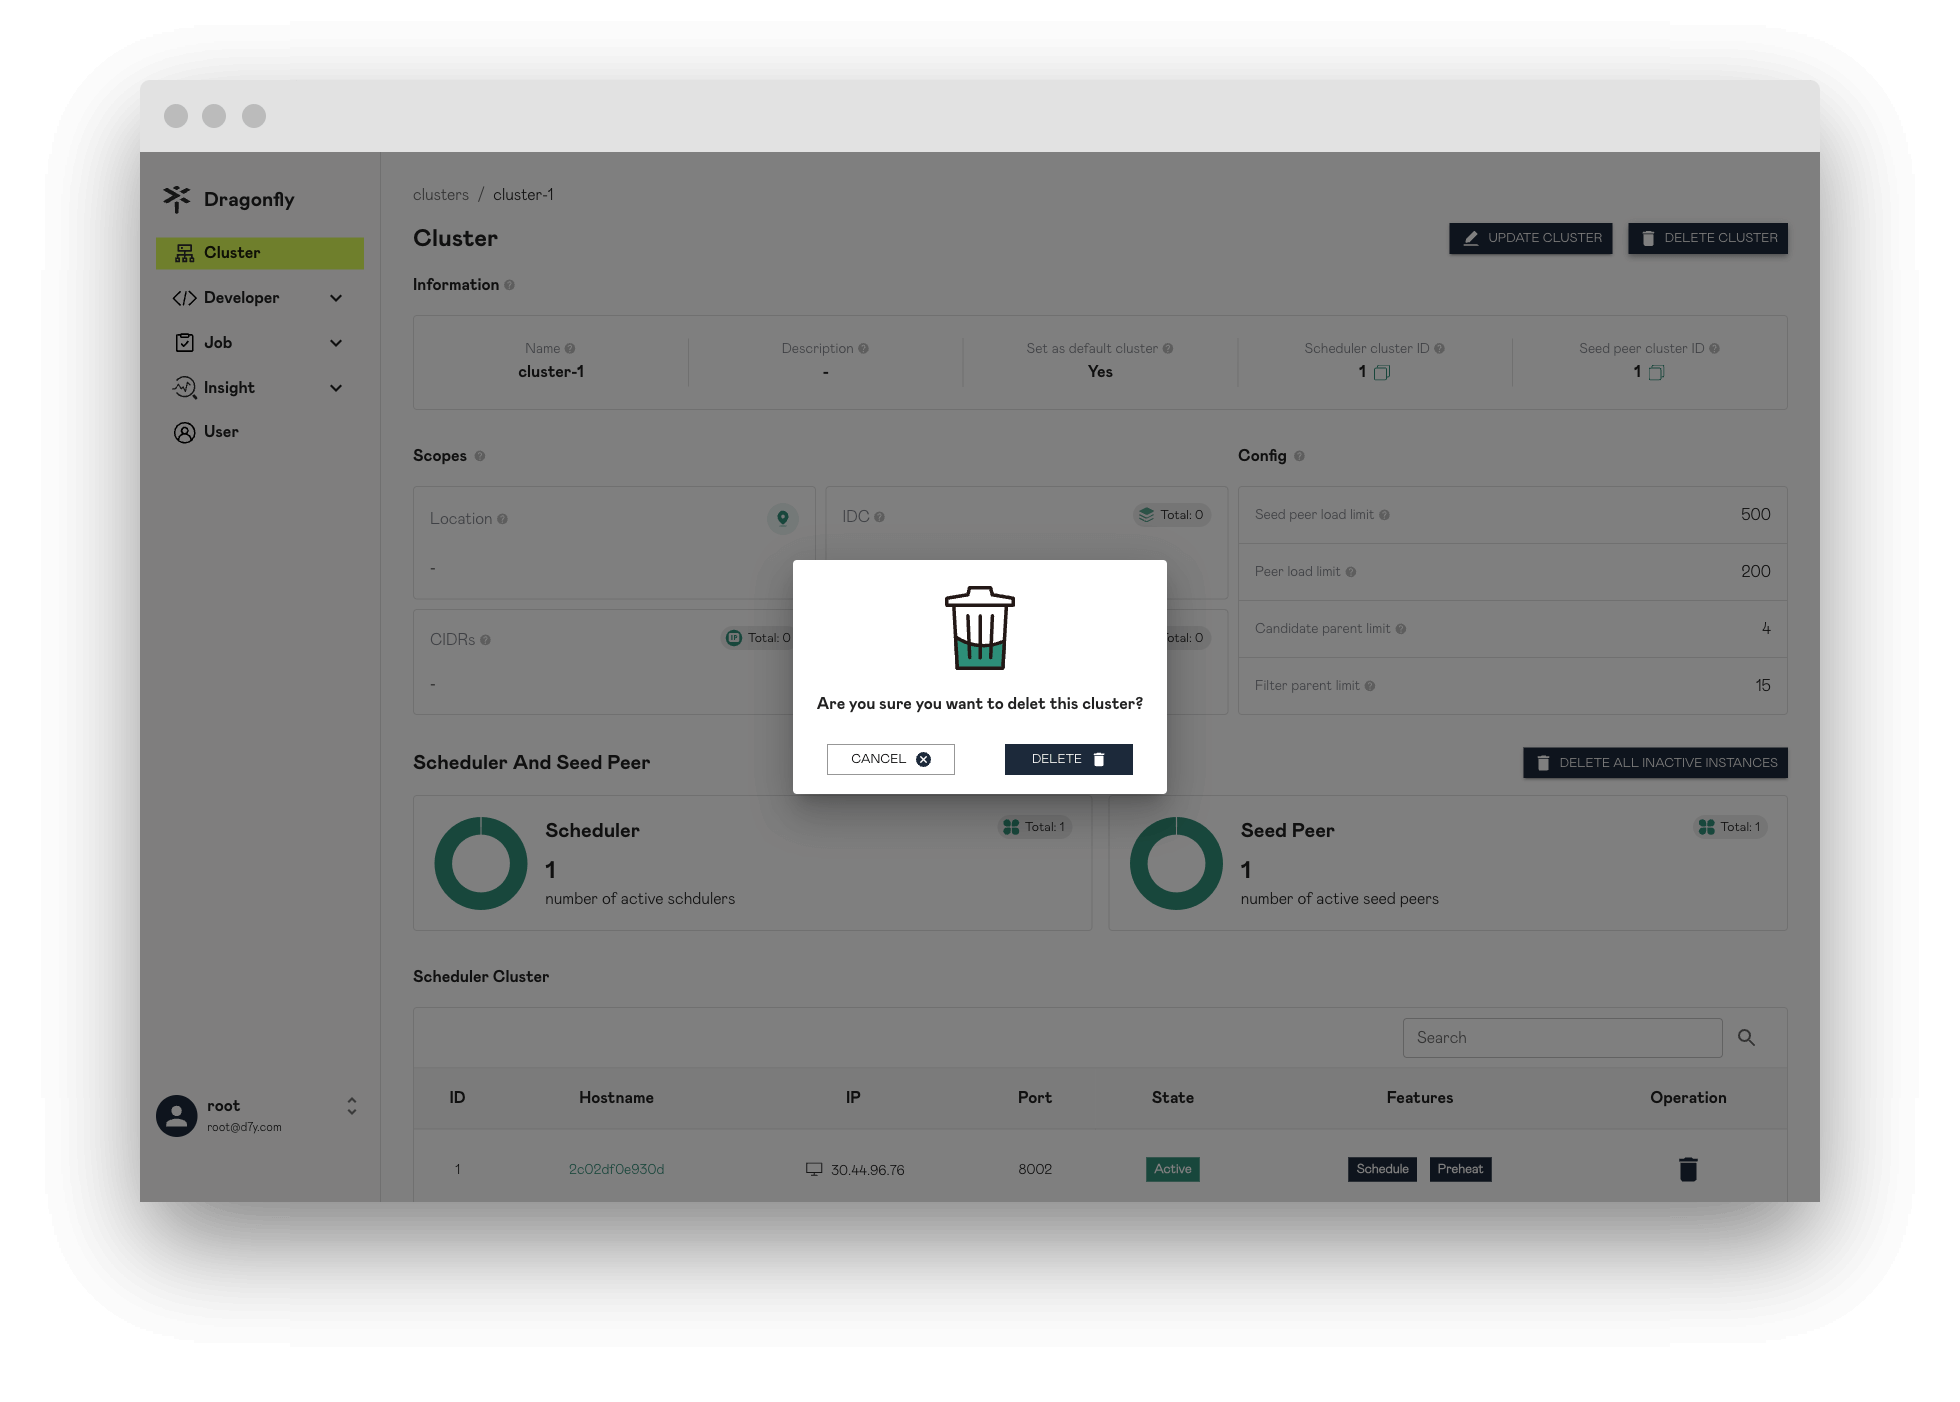 Dragonfly
Cluster
Developer
Job
Insight
User
root
root@d7y.com
clusters / cluster-1
Cluster
UPDATE CLUSTER
DELETE CLUSTER
Information
Name
cluster-1
Description
-
Set as default cluster
Yes
Scheduler cluster ID
1
Seed peer cluster ID
1
Scopes
Location
-
IDC
Total: 0
CIDRs
Total: 0
-
otal: 0
Config
Seed peer load limit 500
Peer load limit 200
Candidate parent limit 4
Filter parent limit 15
Are you sure you want to delet this cluster?
CANCEL
DELETE
Scheduler And Seed Peer
DELETE ALL INACTIVE INSTANCES
Scheduler
Total: 1
1
number of active schdulers
Seed Peer
Total: 1
1
number of active seed peers
Scheduler Cluster
Search
ID Hostname IP Port State Features Operation
1 2c02df0e930d 30.44.96.76 8002 Active Schedule Preheat